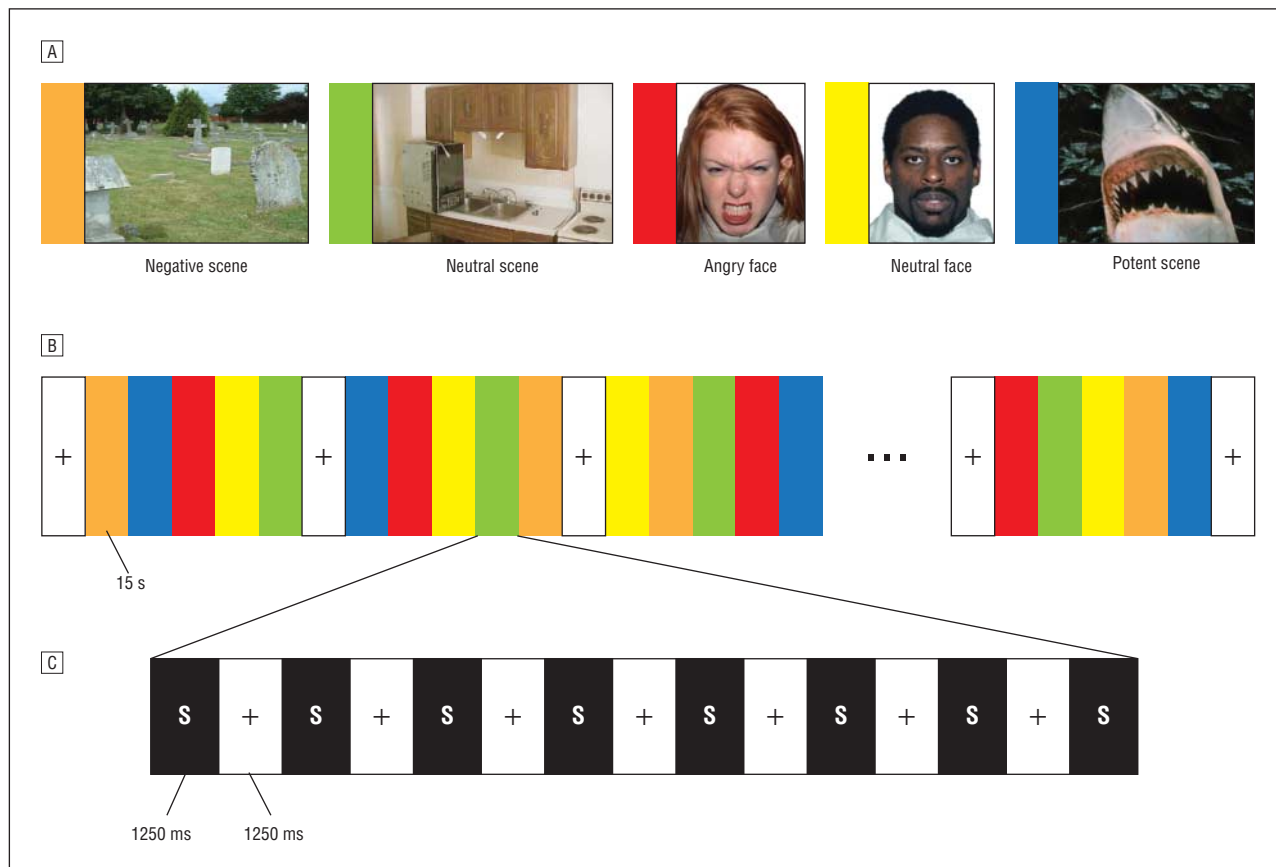 A
Negative scene
Neutral scene
Angry face
Neutral face
Potent scene
B
+ + + ... + +
15 s
C
S + S + S + S + S + S + S + S
1250 ms
1250 ms